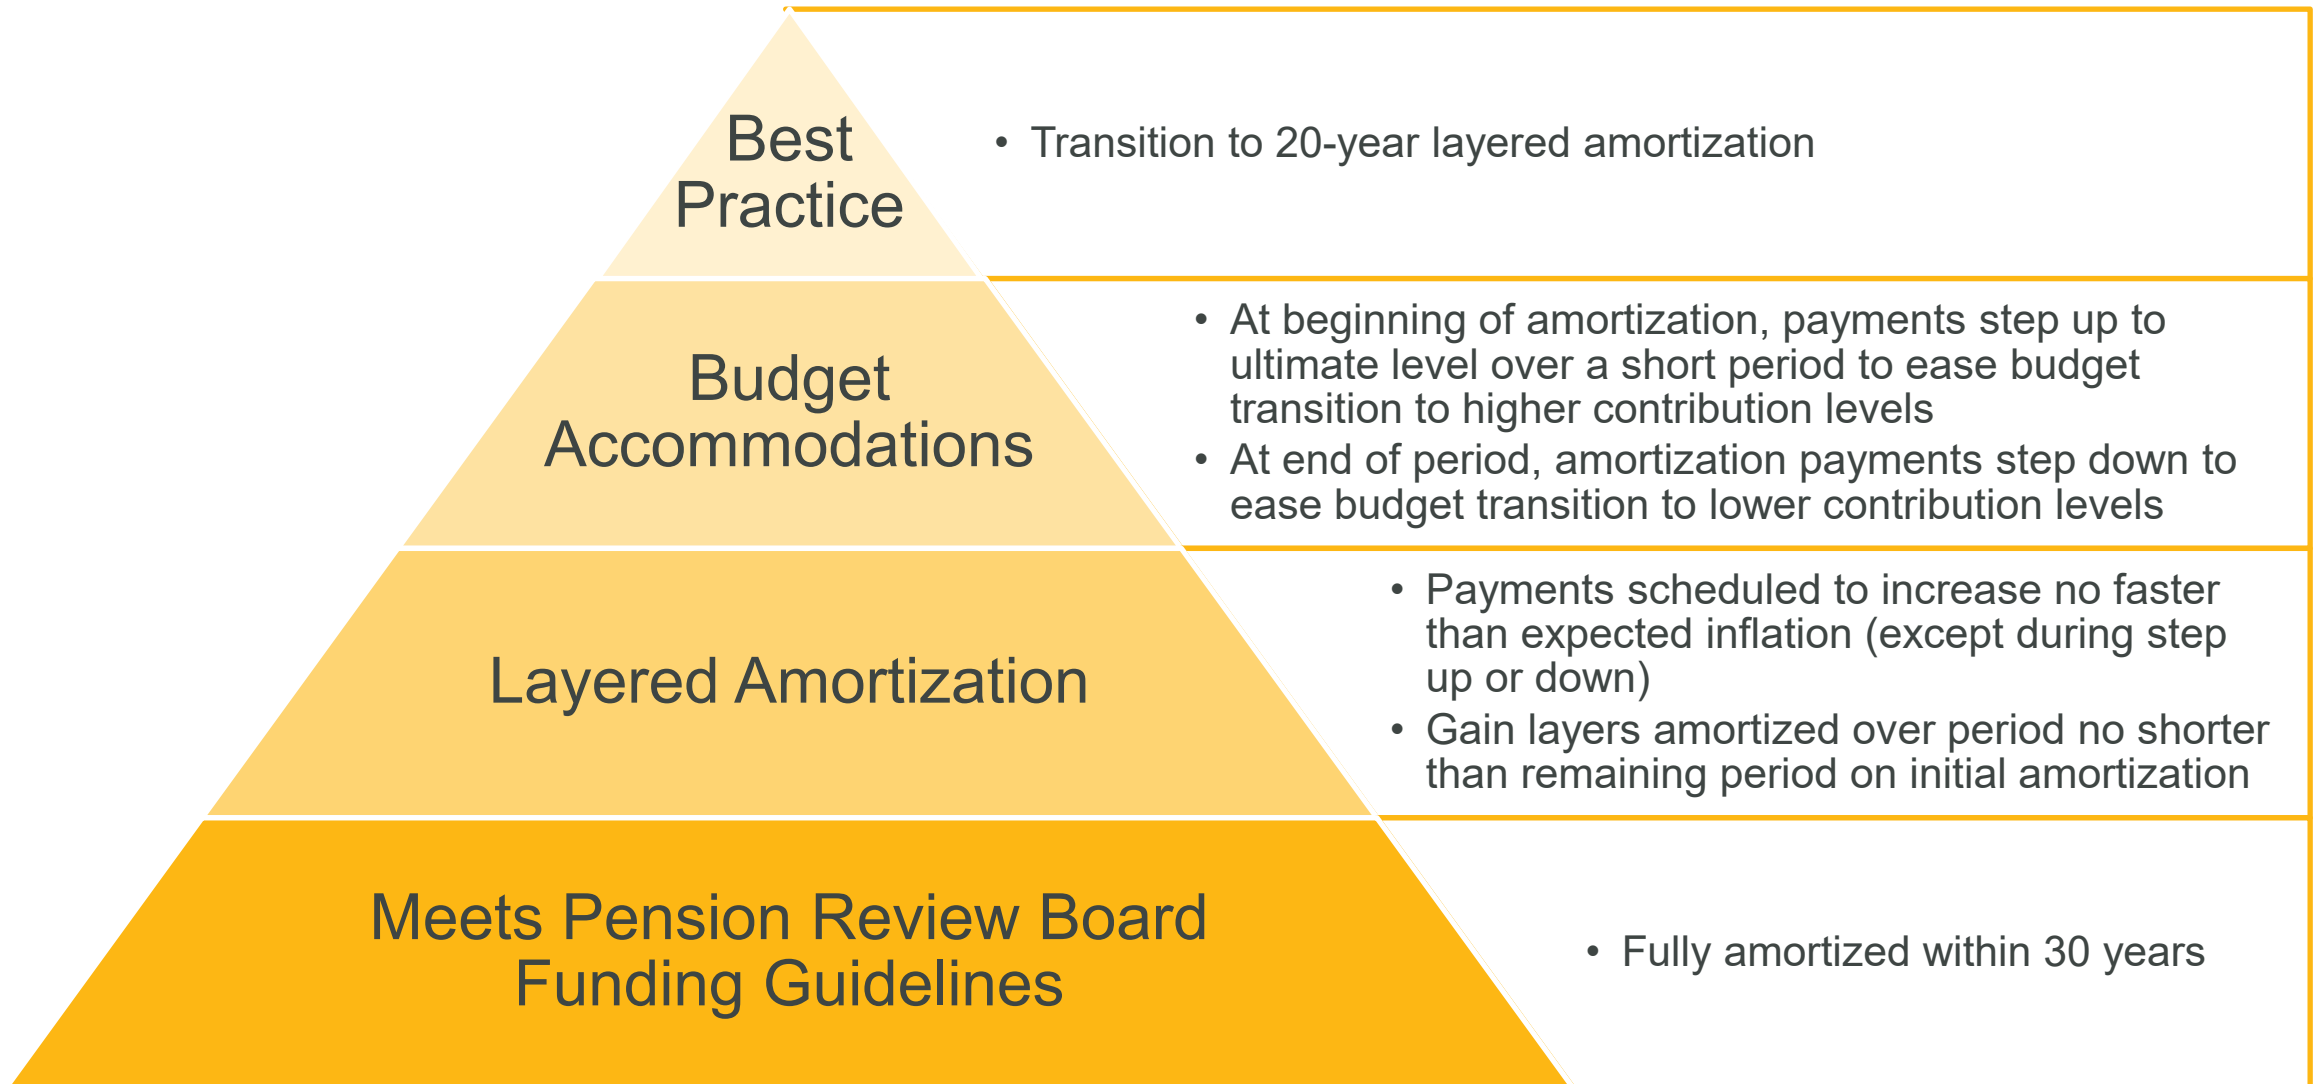 Best
Practice
• Transition to 20-year layered amortization
Budget
Accommodations
• At beginning of amortization, payments step up to
ultimate level over a short period to ease budget
transition to higher contribution levels
• At end of period, amortization payments step down to
ease budget transition to lower contribution levels
Layered Amortization
• Payments scheduled to increase no faster
than expected inflation (except during step
up or down)
• Gain layers amortized over period no shorter
than remaining period on initial amortization
Meets Pension Review Board
Funding Guidelines
• Fully amortized within 30 years